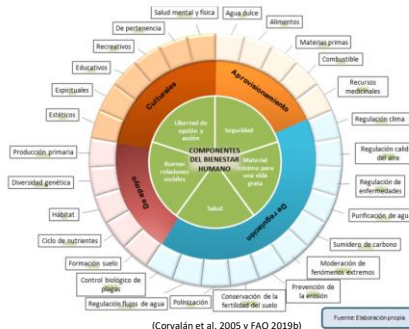 Salud mental y física
Agua dulce
De pertenencia
Alimentos
Recreativos
Materias primas
Educativos
Combustible
Espirituales
Recursos
medicinales
Estéticos
Regulación clima
Producción primaria
Regulación calidad
del aire
Diversidad genética
Regulación de
enfermedades
Hábitat
Purificación de agua
Ciclo de nutrientes
Sumidero de carbono
Formación suelo
Moderación de
fenómenos extremos
Control biológico de
plagas
Prevención de
la erosión
Regulación flujos de agua
Polinización
Conservación de la
fertilidad del suelo
Culturales
Aprovisionamiento
De apoyo
De regulación
Libertad de
opción y
acción
Seguridad
COMPONENTES
DEL BIENESTAR
HUMANO
Buenas
relaciones
sociales
Material
mínimo para
una vida
grata
Salud
Fuente: Elaboración propia
(Corvalán et al. 2005 y FAO 2019b)